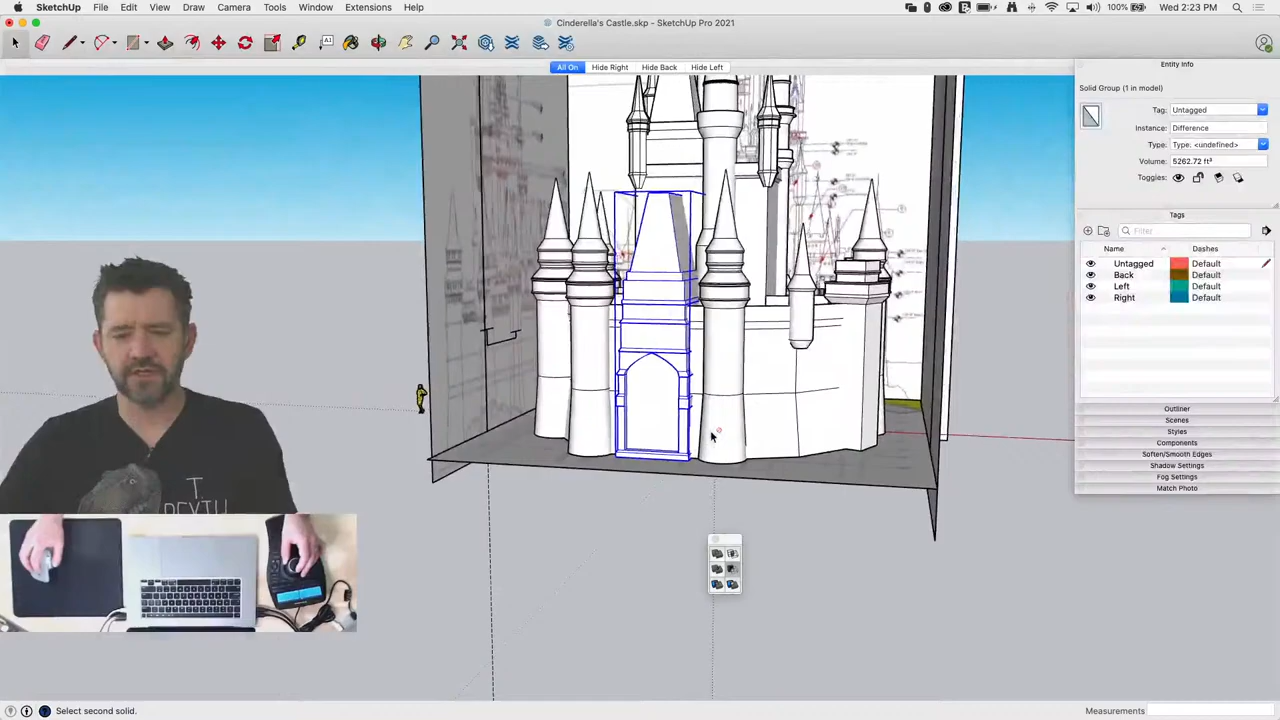 SketchUp File Edit View Draw Camera Tools Window Extensions Help 100% Wed 2:23 PM
Cinderella's Castle.skp - SketchUp Pro 2021
All On Hide Right Hide Back Hide Left
Entity Info
Solid Group (1 in model)
Tag: Untagged
Instance: Difference
Type: Type: <undefined>
Volume: 5262.72 ft³
Toggles:
Tags
Filter
Name Dashes
Untagged Default
Back Default
Left Default
Right Default
Outliner
Scenes
Styles
Components
Soften/Smooth Edges
Shadow Settings
Fog Settings
Match Photo
Select second solid.
Measurements